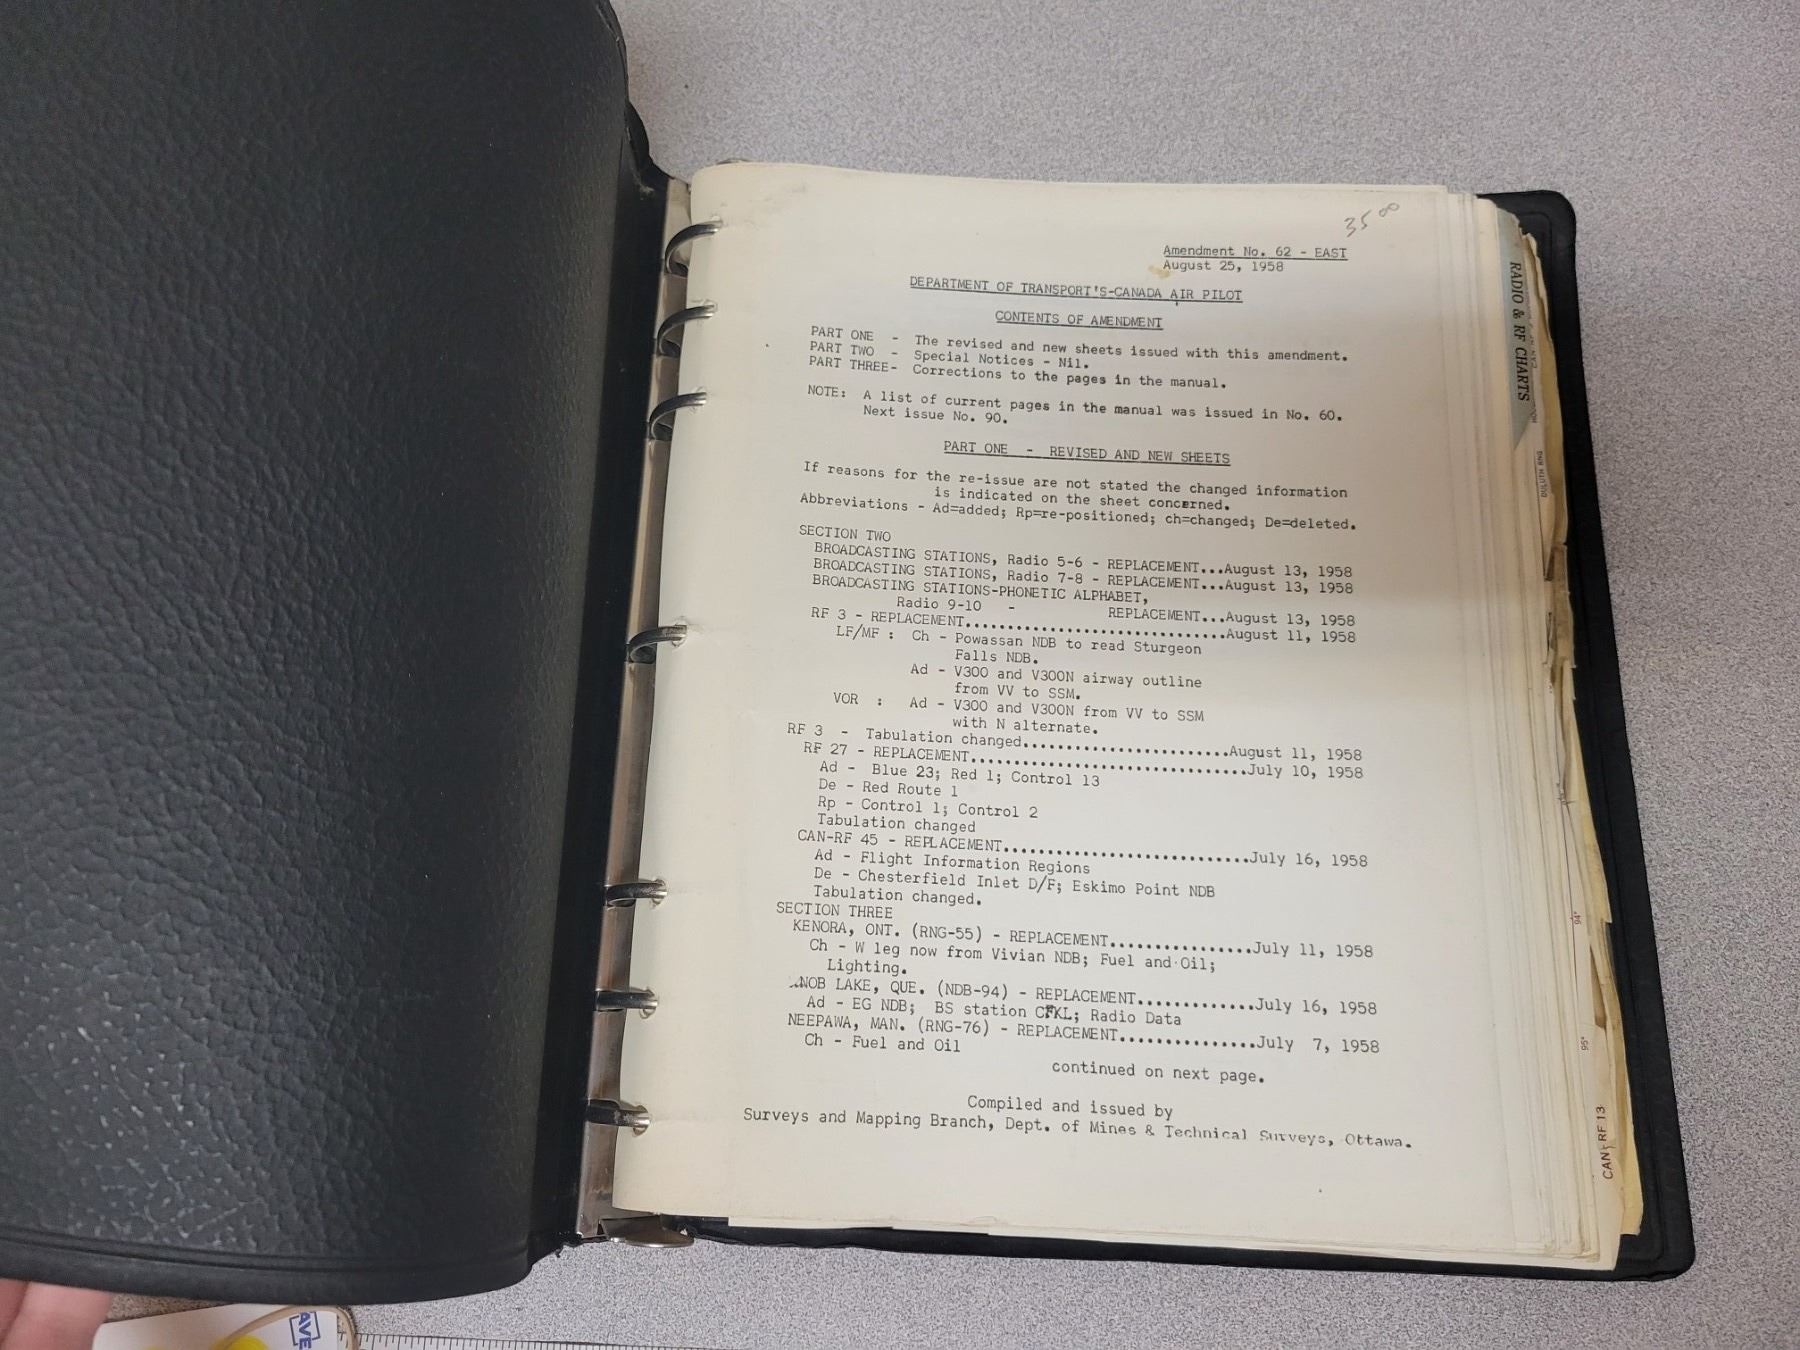 35 00
Amendment No. 62 - EAST
August 25, 1958
DEPARTMENT OF TRANSPORT'S-CANADA AIR PILOT
CONTENTS OF AMENDMENT
PART ONE - The revised and new sheets issued with this amendment.
PART TWO - Special Notices - Nil.
PART THREE- Corrections to the pages in the manual.
NOTE: A list of current pages in the manual was issued in No. 60.
Next issue No. 90.
PART ONE - REVISED AND NEW SHEETS
If reasons for the re-issue are not stated the changed information
is indicated on the sheet concerned.
Abbreviations - Ad=added; Rp=re-positioned; ch=changed; De=deleted.
SECTION TWO
BROADCASTING STATIONS, Radio 5-6 - REPLACEMENT...August 13, 1958
BROADCASTING STATIONS, Radio 7-8 - REPLACEMENT...August 13, 1958
BROADCASTING STATIONS-PHONETIC ALPHABET,
Radio 9-10 - REPLACEMENT...August 13, 1958
RF 3 - REPLACEMENT..............................August 11, 1958
LF/MF : Ch - Powassan NDB to read Sturgeon
Falls NDB.
Ad - V300 and V300N airway outline
from VV to SSM.
VOR : Ad - V300 and V300N from VV to SSM
with N alternate.
RF 3 - Tabulation changed........................August 11, 1958
RF 27 - REPLACEMENT................................July 10, 1958
Ad - Blue 23; Red 1; Control 13
De - Red Route 1
Rp - Control 1; Control 2
Tabulation changed
CAN-RF 45 - REPLACEMENT............................July 16, 1958
Ad - Flight Information Regions
De - Chesterfield Inlet D/F; Eskimo Point NDB
Tabulation changed.
SECTION THREE
KENORA, ONT. (RNG-55) - REPLACEMENT................July 11, 1958
Ch - W leg now from Vivian NDB; Fuel and Oil;
Lighting.
KNOB LAKE, QUE. (NDB-94) - REPLACEMENT.............July 16, 1958
Ad - EG NDB; BS station CFKL; Radio Data
NEEPAWA, MAN. (RNG-76) - REPLACEMENT................July 7, 1958
Ch - Fuel and Oil
continued on next page.
Compiled and issued by
Surveys and Mapping Branch, Dept. of Mines & Technical Surveys, Ottawa.
RADIO & RF CHARTS
DULUTH RNG
94°
95°
CAN-RF 13
AVE